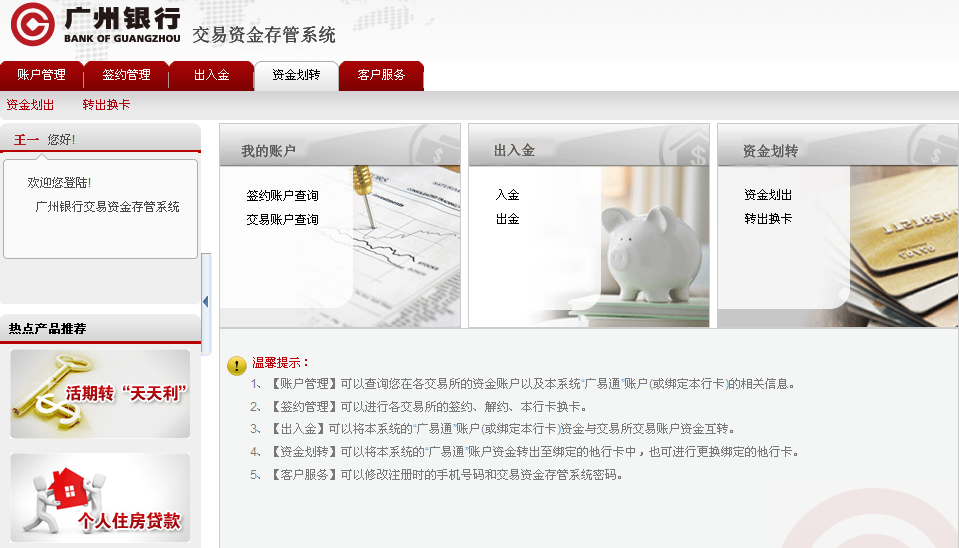 广州银行
BANK OF GUANGZHOU
交易资金存管系统
账户管理 签约管理 出入金 资金划转 客户服务
资金划出 转出换卡
王一 您好!
欢迎您登陆!
广州银行交易资金存管系统
热点产品推荐
活期转“天天利”
个人住房贷款
我的账户
签约账户查询
交易账户查询
出入金
入金
出金
资金划转
资金划出
转出换卡
温馨提示：
1、【账户管理】可以查询您在各交易所的资金账户以及本系统“广易通”账户(或绑定本行卡)的相关信息。
2、【签约管理】可以进行各交易所的签约、解约、本行卡换卡。
3、【出入金】可以将本系统的“广易通”账户(或绑定本行卡)资金与交易所交易账户资金互转。
4、【资金划转】可以将本系统的“广易通”账户资金转出至绑定的他行卡中，也可进行更换绑定的他行卡。
5、【客户服务】可以修改注册时的手机号码和交易资金存管系统密码。